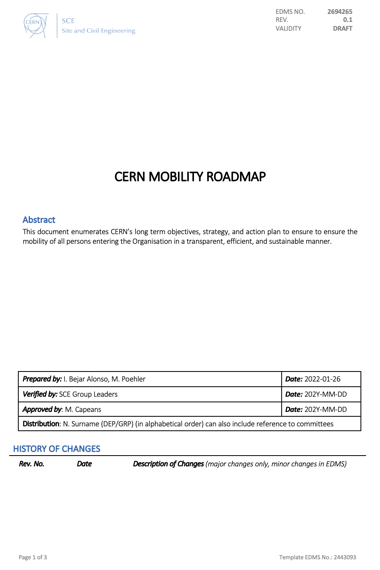 CERN
SCE
Site and Civil Engineering
EDMS NO. 2694265
REV. 0.1
VALIDITY DRAFT
CERN MOBILITY ROADMAP
Abstract
This document enumerates CERN's long term objectives, strategy, and action plan to ensure to ensure the
mobility of all persons entering the Organisation in a transparent, efficient, and sustainable manner.
Prepared by: I. Bejar Alonso, M. Poehler Date: 2022-01-26
Verified by: SCE Group Leaders Date: 202Y-MM-DD
Approved by: M. Capeans Date: 202Y-MM-DD
Distribution: N. Surname (DEP/GRP) (in alphabetical order) can also include reference to committees
HISTORY OF CHANGES
Rev. No. Date Description of Changes (major changes only, minor changes in EDMS)
Page 1 of 3 Template EDMS No.: 2443093